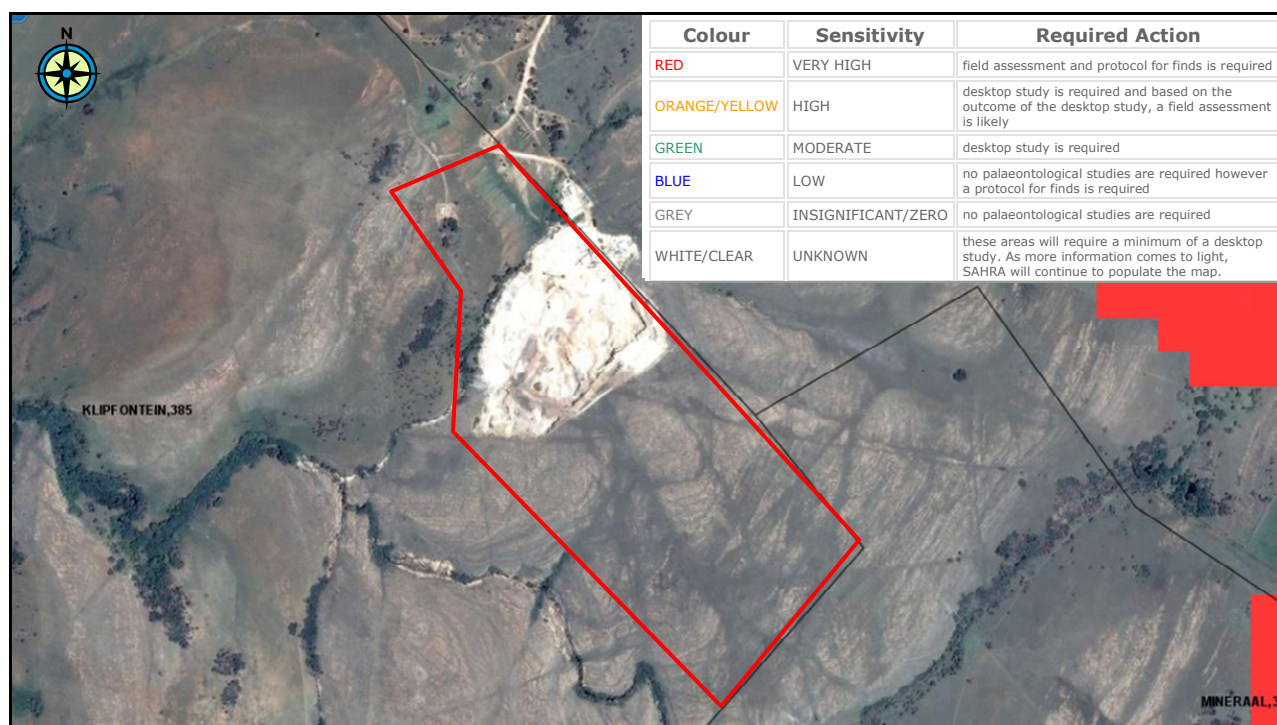 N
Colour Sensitivity Required Action
RED VERY HIGH field assessment and protocol for finds is required
ORANGE/YELLOW HIGH desktop study is required and based on the
outcome of the desktop study, a field assessment
is likely
GREEN MODERATE desktop study is required
BLUE LOW no palaeontological studies are required however
a protocol for finds is required
GREY INSIGNIFICANT/ZERO no palaeontological studies are required
WHITE/CLEAR UNKNOWN these areas will require a minimum of a desktop
study. As more information comes to light,
SAHRA will continue to populate the map.
KLIPFONTEIN,385
MINERAAL,3